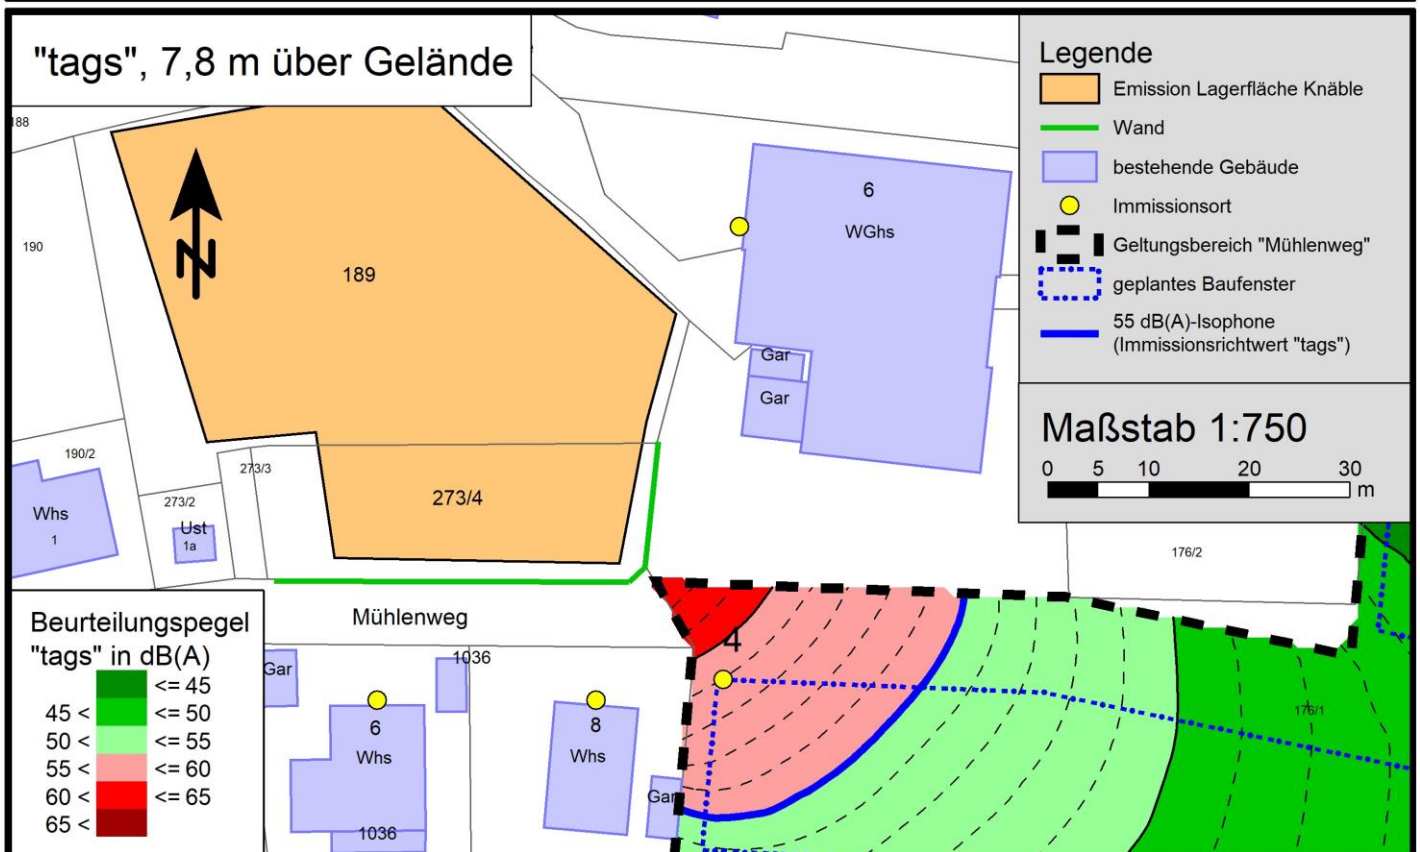 "tags", 7,8 m über Gelände
Legende
Emission Lagerfläche Knäble
Wand
bestehende Gebäude
Immissionsort
Geltungsbereich "Mühlenweg"
geplantes Baufenster
55 dB(A)-Isophone
(Immissionsrichtwert "tags")
Maßstab 1:750
0 5 10 20 30
m
188
190
189
N
6
WGhs
Gar
Gar
190/2
273/3
273/2
273/4
Whs
1
Ust
1a
176/2
Mühlenweg
4
1036
Gar
6
Whs
1036
8
Whs
Gar
176/1
Beurteilungspegel
"tags" in dB(A)
<= 45
45 < <= 50
50 < <= 55
55 < <= 60
60 < <= 65
65 <